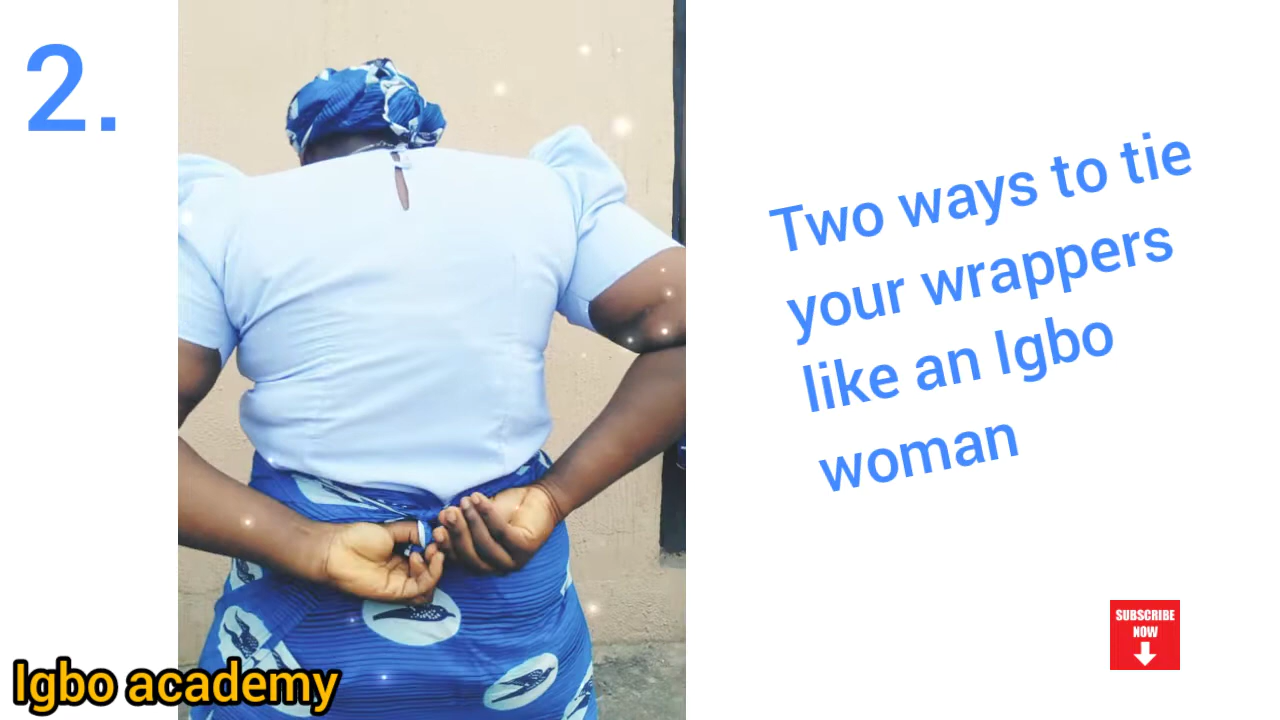 2.
Two ways to tie
your wrappers
like an Igbo
woman
SUBSCRIBE
NOW
Igbo academy